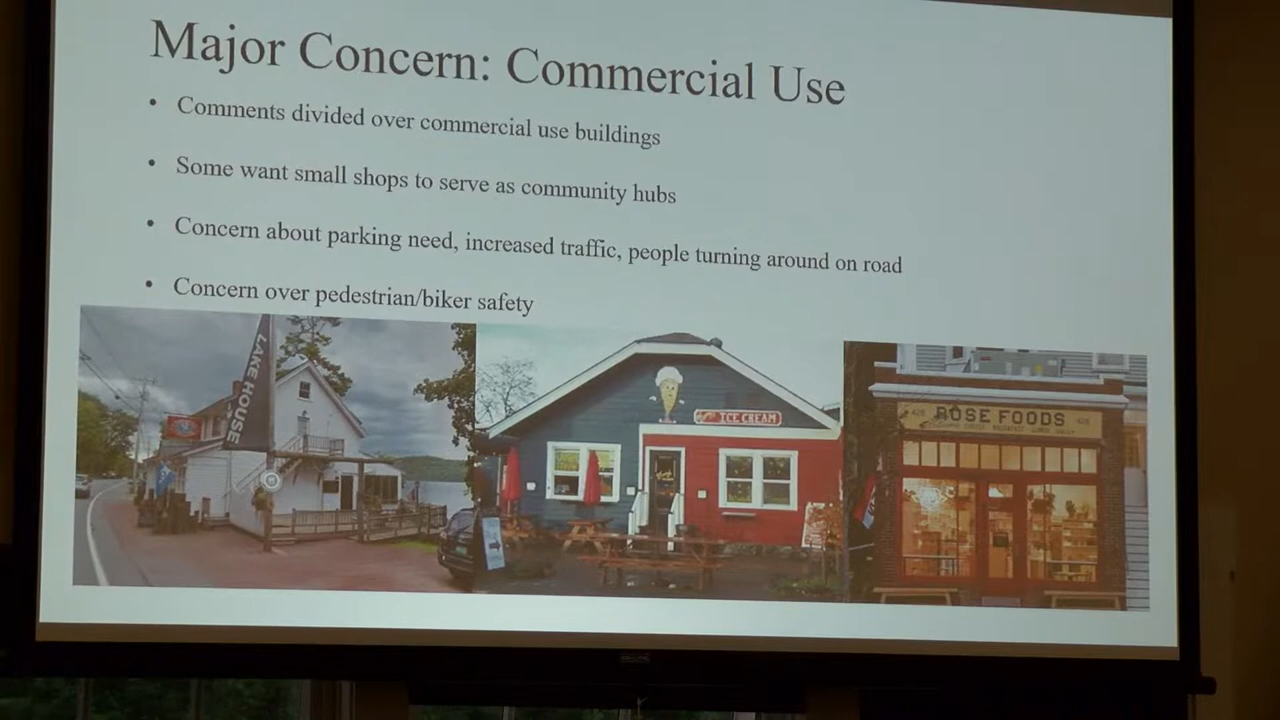 Major Concern: Commercial Use
• Comments divided over commercial use buildings
• Some want small shops to serve as community hubs
• Concern about parking need, increased traffic, people turning around on road
• Concern over pedestrian/biker safety
LAKE HOUSE
ICE CREAM
ROSE FOODS